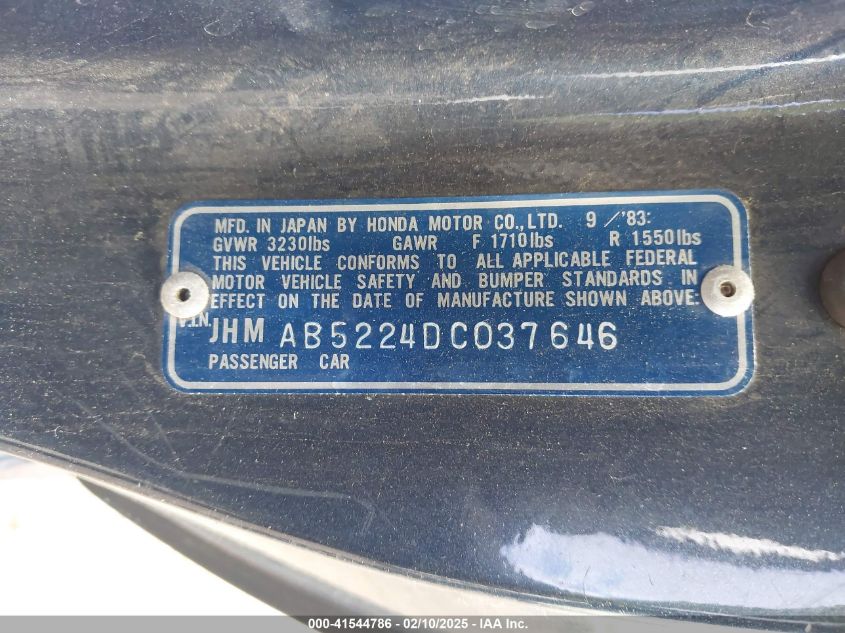 MFD. IN JAPAN BY HONDA MOTOR CO., LTD. 9 / '83:
GVWR 3230lbs GAWR F 1710lbs R 1550lbs
THIS VEHICLE CONFORMS TO ALL APPLICABLE FEDERAL
MOTOR VEHICLE SAFETY AND BUMPER STANDARDS IN
EFFECT ON THE DATE OF MANUFACTURE SHOWN ABOVE:
V.I.N. JHM AB5224DC037646
PASSENGER CAR
000-41544786 - 02/10/2025 - IAA Inc.